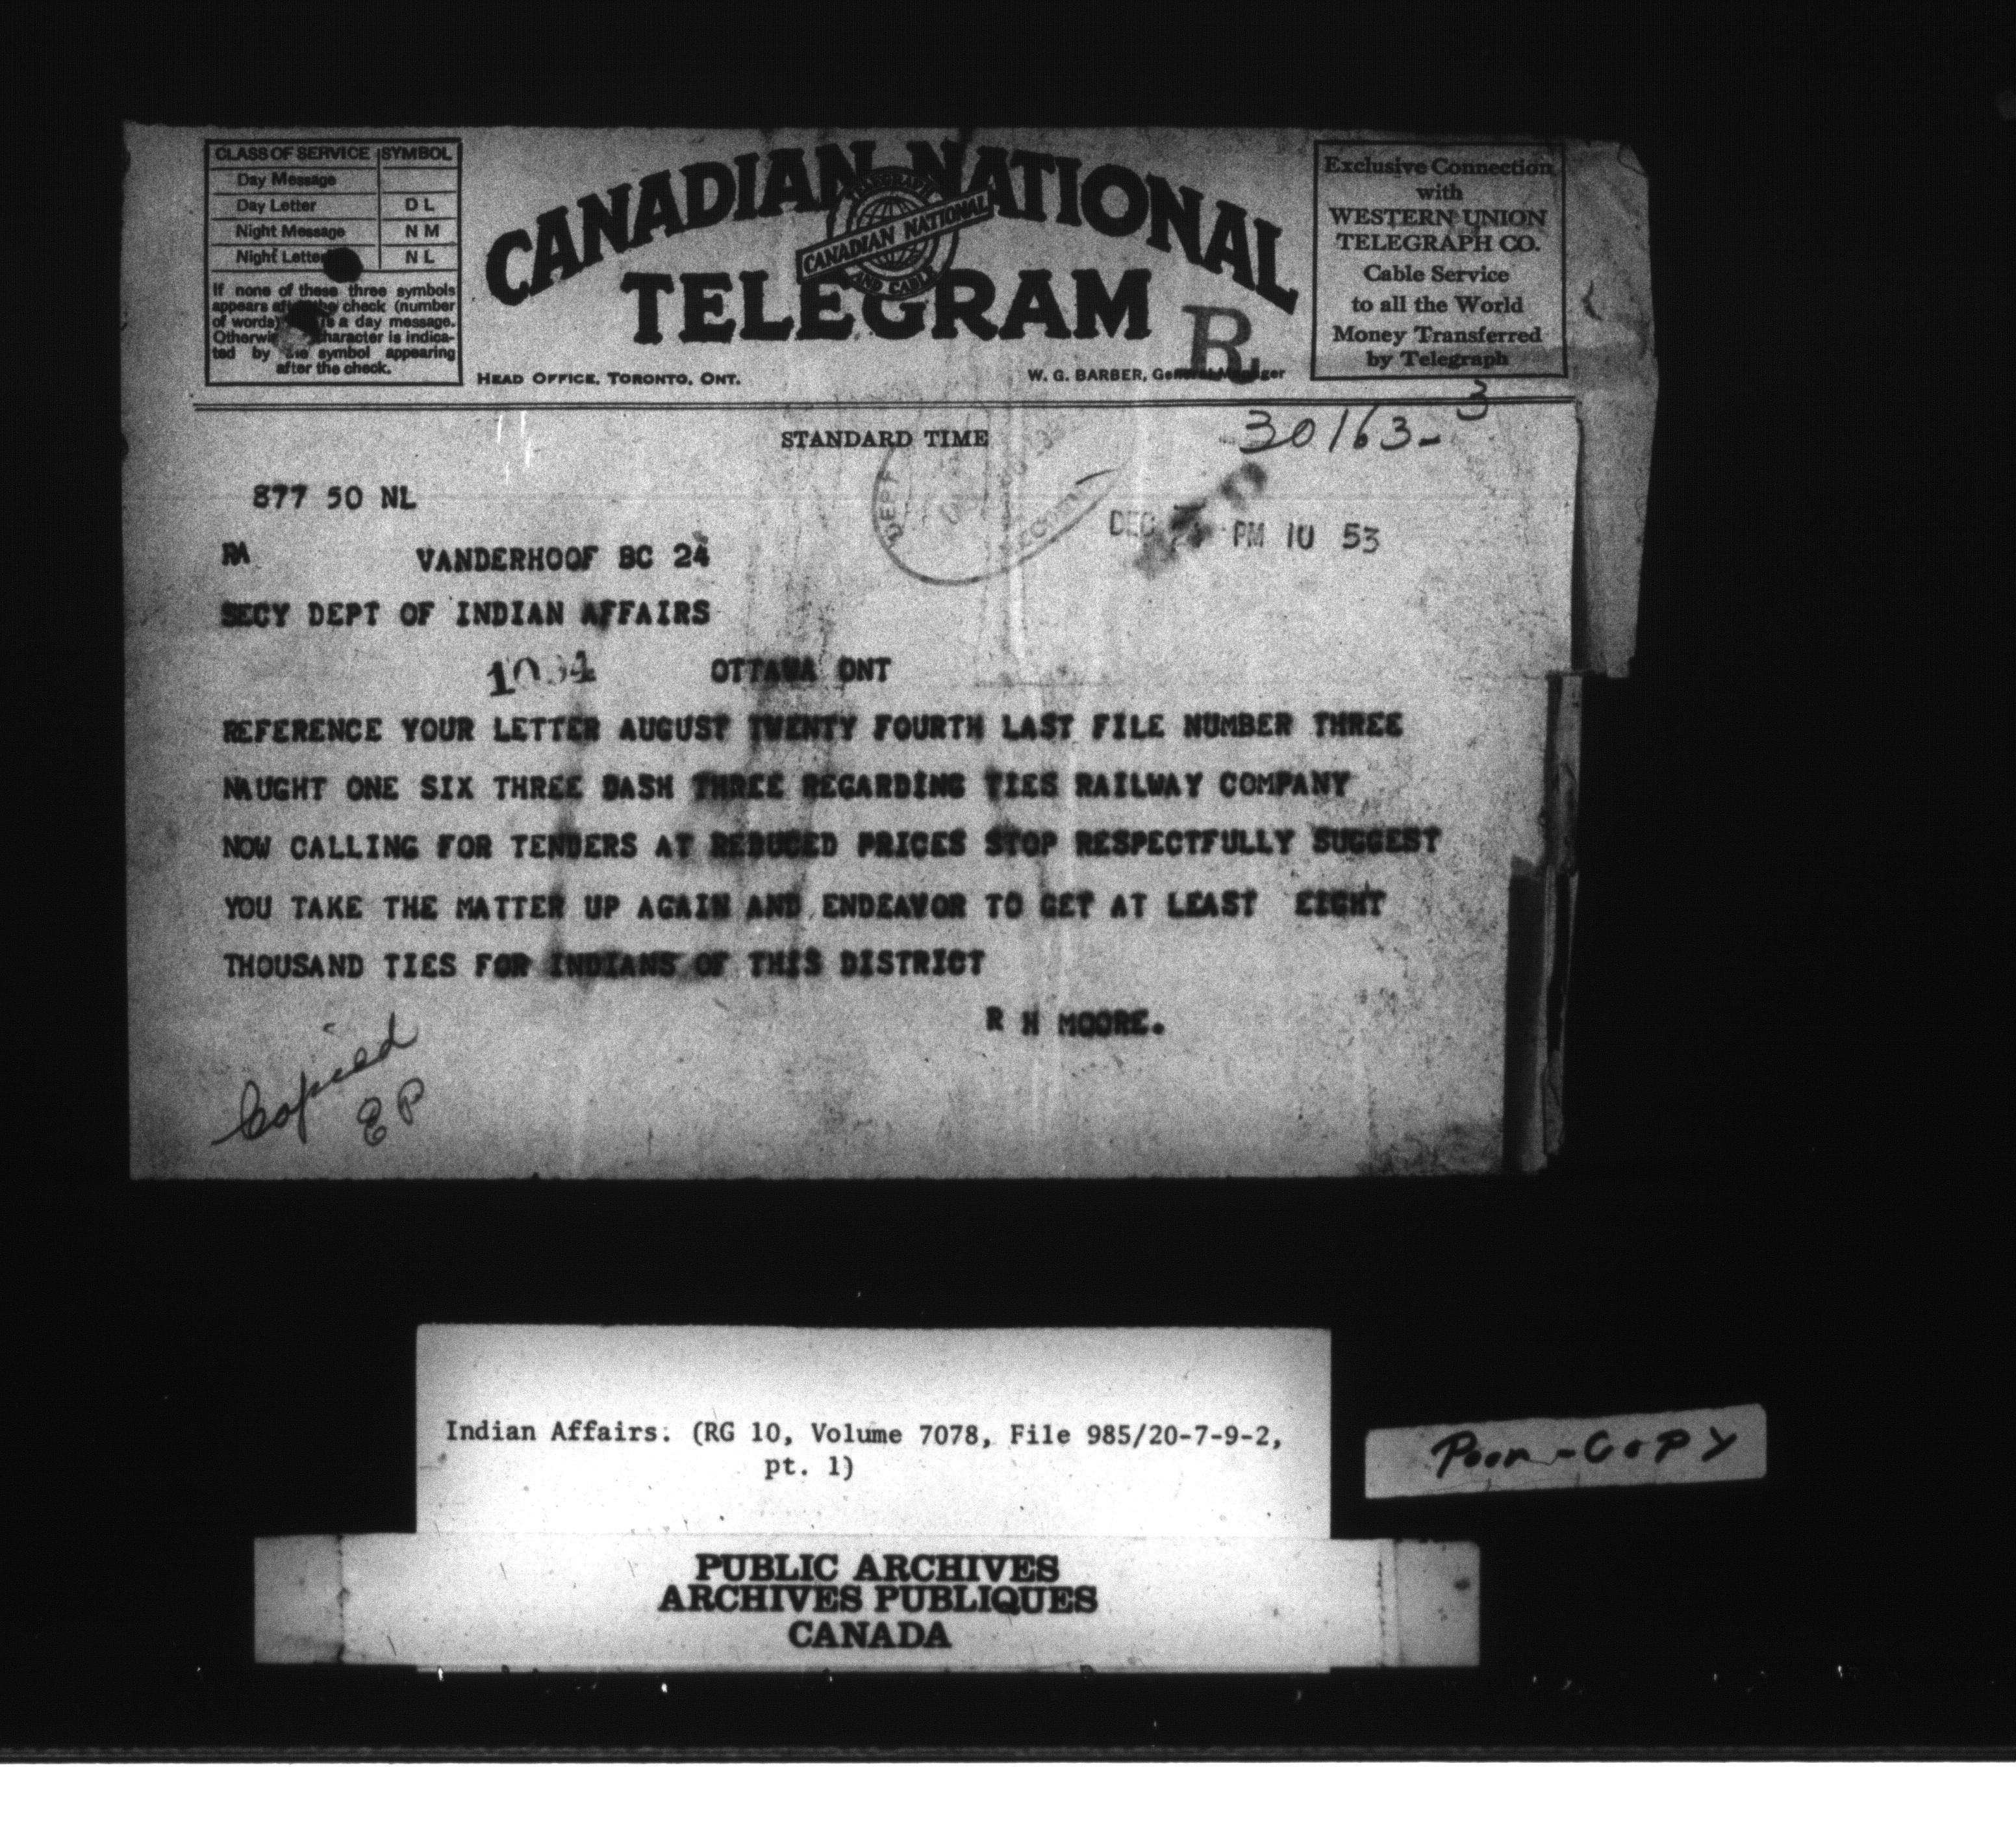 CLASS OF SERVICE SYMBOL
Day Message
Day Letter D L
Night Message N M
Night Letter N L
If none of these three symbols
appears after the check (number
of words) is a day message.
Otherwise character is indica-
ted by the symbol appearing
after the check.
CANADIAN NATIONAL
TELEGRAPH
CANADIAN NATIONAL
AND CABLE
TELEGRAM
R
HEAD OFFICE, TORONTO, ONT.
W. G. BARBER, General Manager
Exclusive Connection
with
WESTERN UNION
TELEGRAPH CO.
Cable Service
to all the World
Money Transferred
by Telegraph
STANDARD TIME
30163-3
877 50 NL
DEPT
DEC PM 10 53
RA VANDERHOOF BC 24
SECY DEPT OF INDIAN AFFAIRS
OTTAWA ONT
REFERENCE YOUR LETTER AUGUST TWENTY FOURTH LAST FILE NUMBER THREE
NAUGHT ONE SIX THREE DASH THREE REGARDING TIES RAILWAY COMPANY
NOW CALLING FOR TENDERS AT REDUCED PRICES STOP RESPECTFULLY SUGGEST
YOU TAKE THE MATTER UP AGAIN AND ENDEAVOR TO GET AT LEAST EIGHT
THOUSAND TIES FOR INDIANS OF THIS DISTRICT
R H MOORE.
Copied
EP
Indian Affairs. (RG 10, Volume 7078, File 985/20-7-9-2,
pt. 1)
Poor-Copy
PUBLIC ARCHIVES
ARCHIVES PUBLIQUES
CANADA